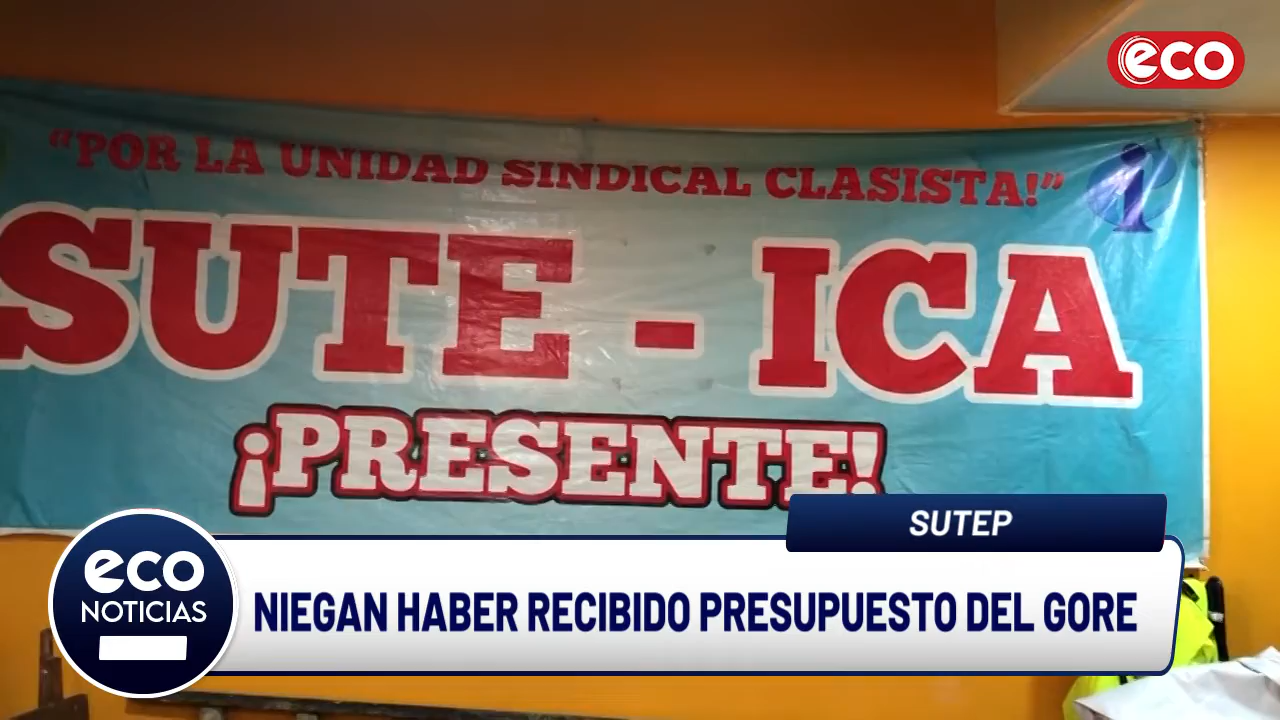 eco
"POR LA UNIDAD SINDICAL CLASISTA!"
SUTE - ICA
¡PRESENTE!
SUTEP
eco
NOTICIAS
NIEGAN HABER RECIBIDO PRESUPUESTO DEL GORE